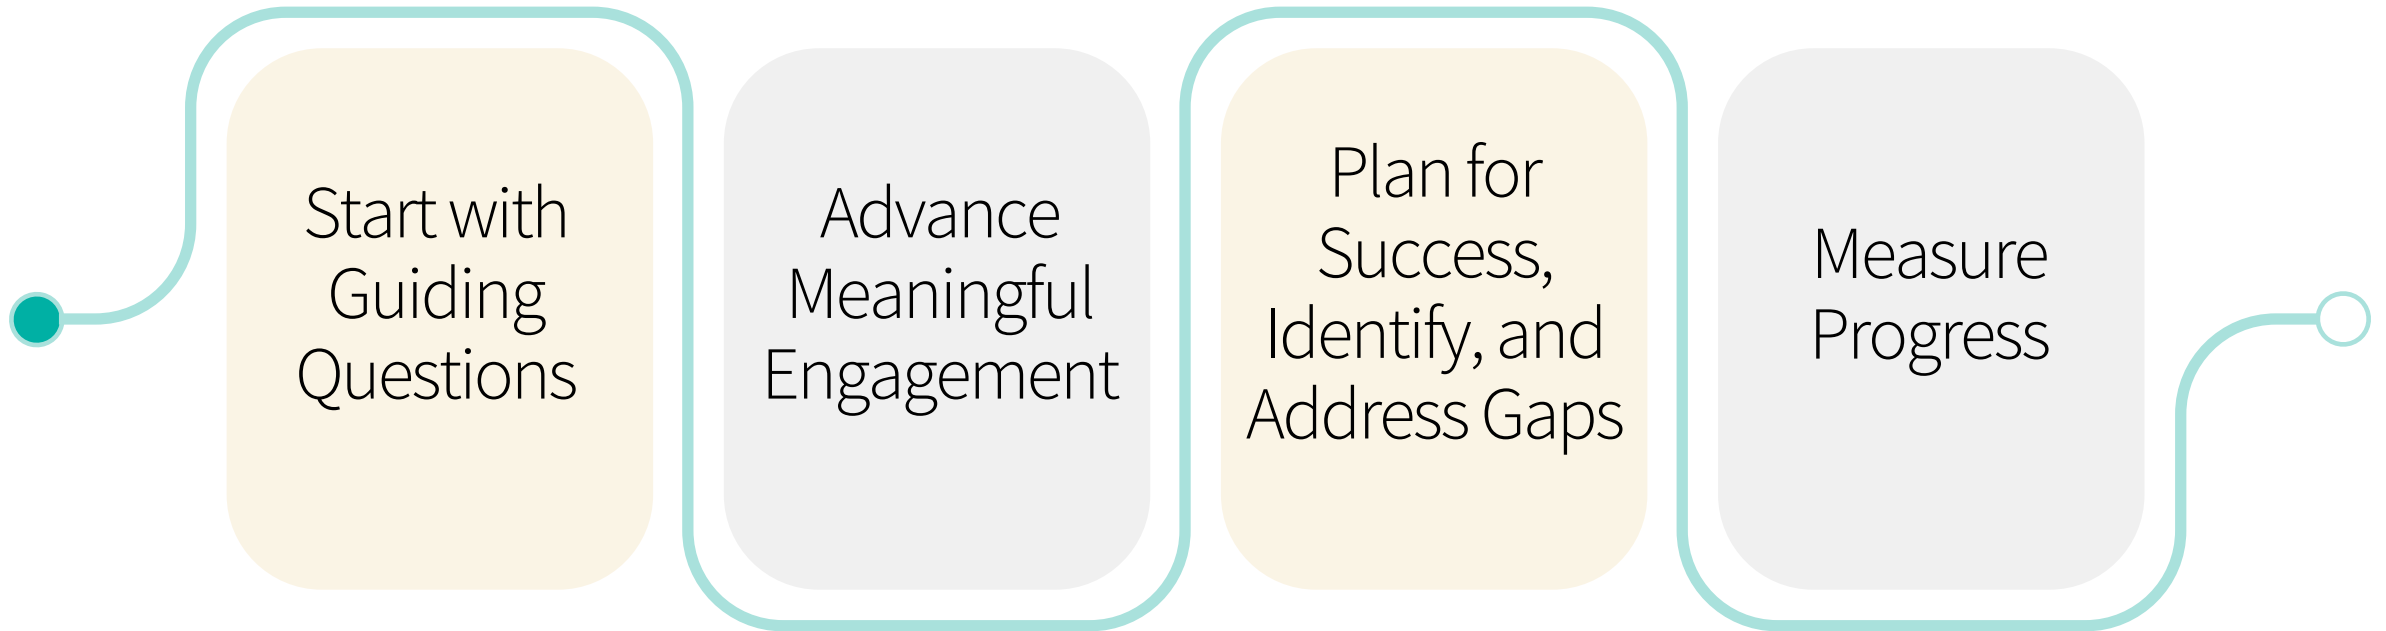 Start with
Guiding
Questions
Advance
Meaningful
Engagement
Plan for
Success,
Identify, and
Address Gaps
Measure
Progress